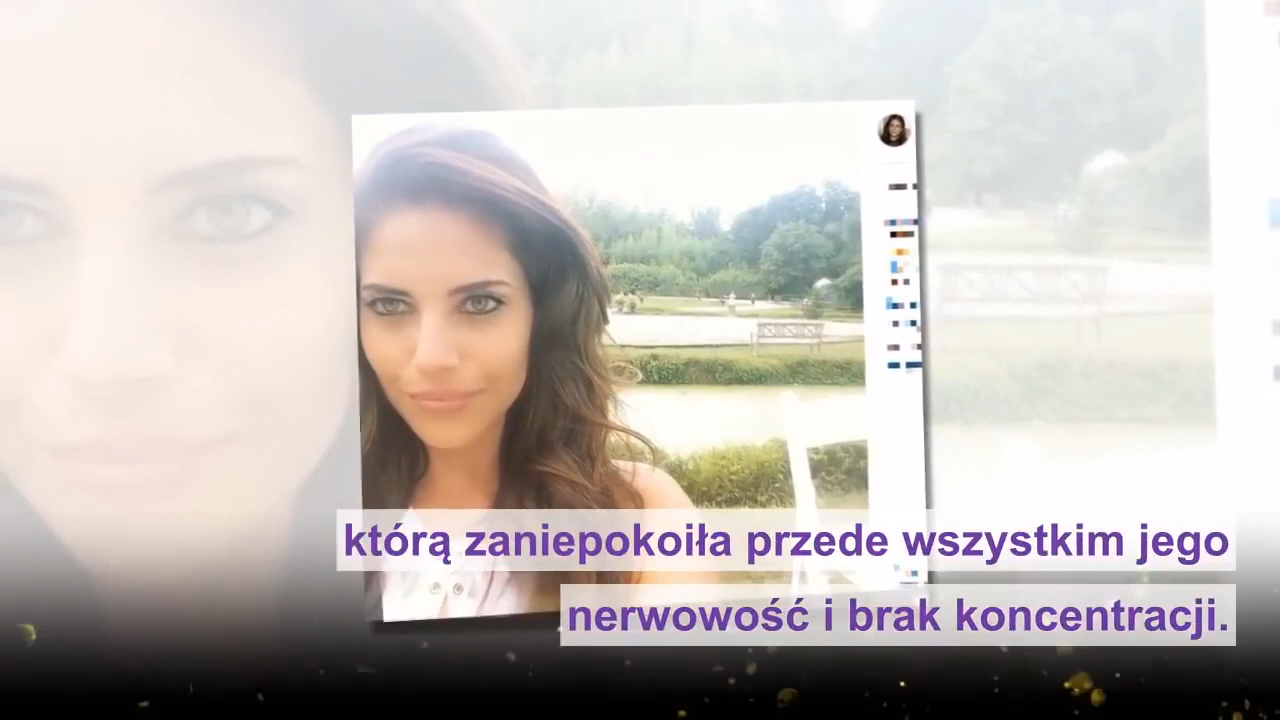 którą zaniepokoiła przede wszystkim jego
nerwowość i brak koncentracji.